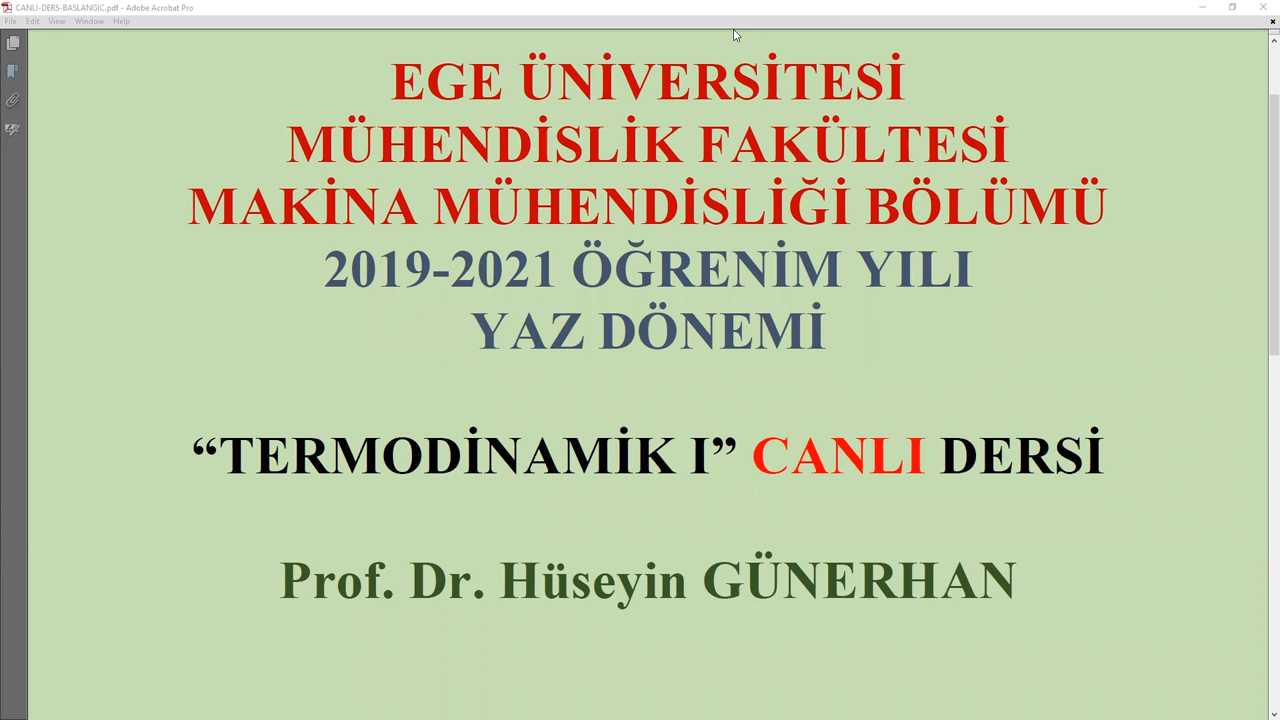 CANLI-DERS-BASLANGIC.pdf - Adobe Acrobat Pro
File Edit View Window Help
EGE ÜNİVERSİTESİ
MÜHENDİSLİK FAKÜLTESİ
MAKİNA MÜHENDİSLİĞİ BÖLÜMÜ
2019-2021 ÖĞRENİM YILI
YAZ DÖNEMİ
“TERMODİNAMİK I” CANLI DERSİ
Prof. Dr. Hüseyin GÜNERHAN